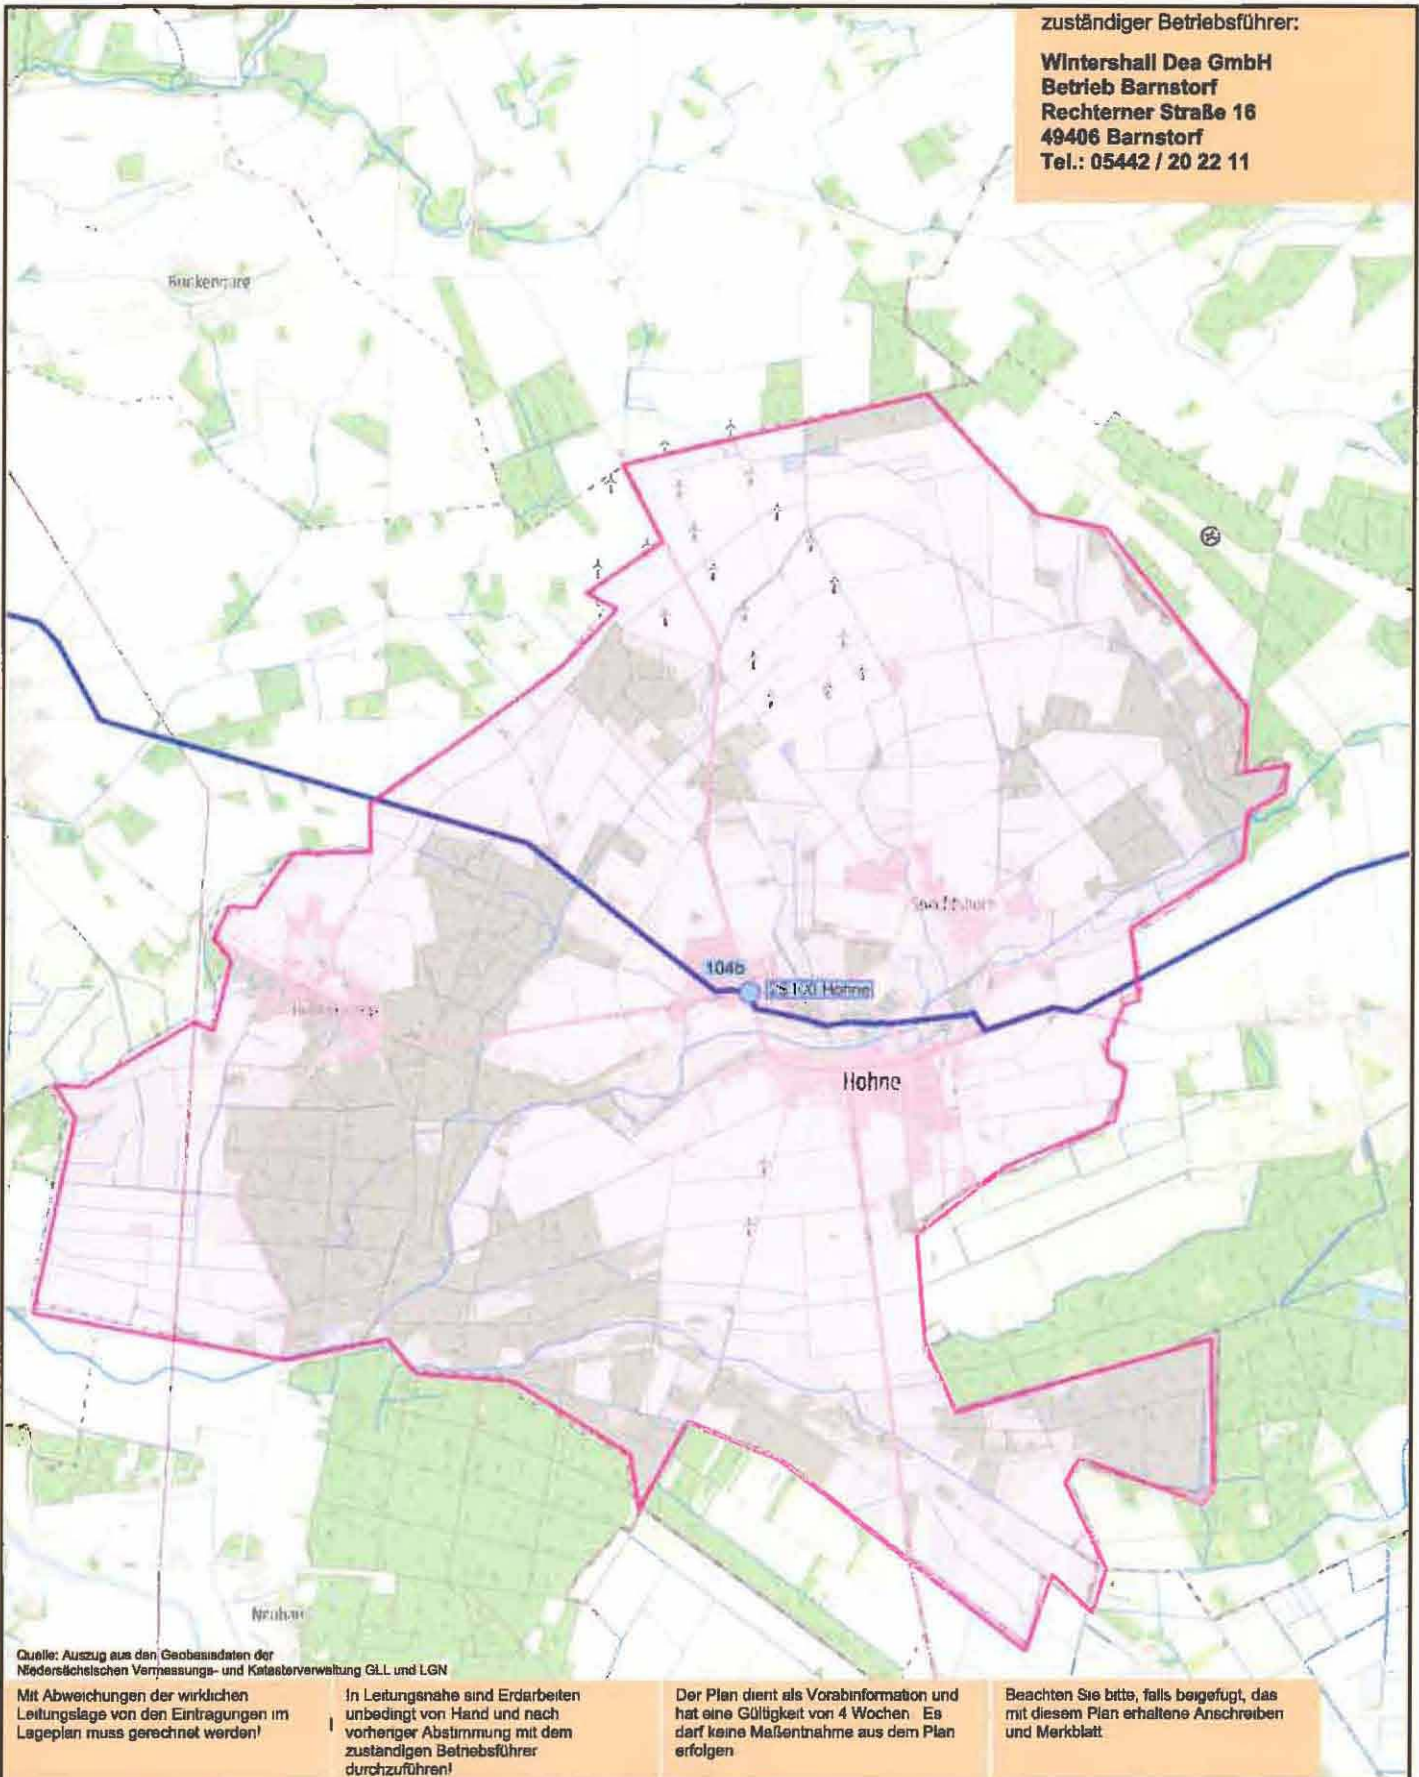 zuständiger Betriebsführer:
Wintershall Dea GmbH
Betrieb Barnstorf
Rechterner Straße 16
49406 Barnstorf
Tel.: 05442 / 20 22 11
104b
Hohne
Hohne
Quelle: Auszug aus den Geobasisdaten der
Niedersächsischen Vermessungs- und Katasterverwaltung GLL und LGN
Mit Abweichungen der wirklichen
Leitungslage von den Eintragungen im
Lageplan muss gerechnet werden!
In Leitungsnahe sind Erdarbeiten
unbedingt von Hand und nach
vorheriger Abstimmung mit dem
zustandigen Betriebsführer
durchzuführen!
Der Plan dient als Vorabinformation und
hat eine Gültigkeit von 4 Wochen Es
darf keine Maßentnahme aus dem Plan
erfolgen
Beachten Sie bitte, falls beigefugt, das
mit diesem Plan erhaltene Anschreiben
und Merkblatt